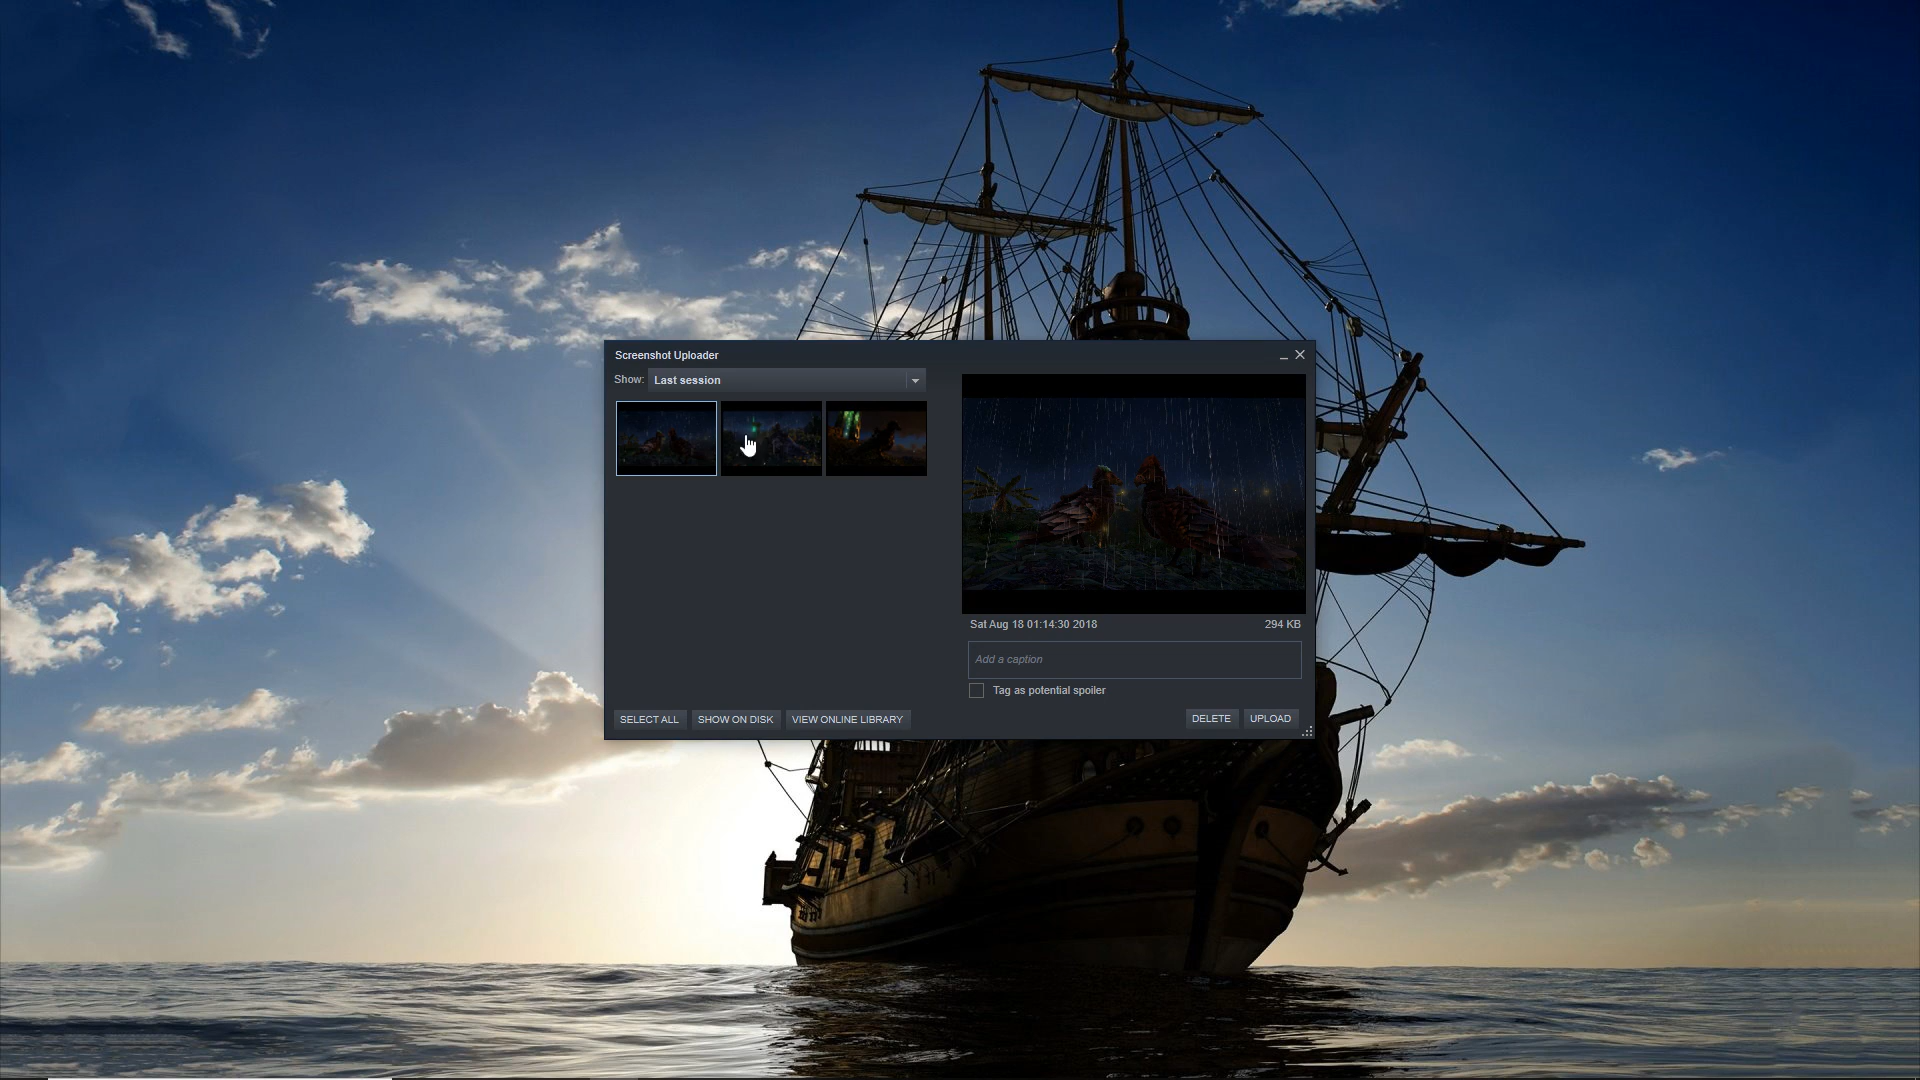 Screenshot Uploader
Show: Last session
Sat Aug 18 01:14:30 2018 294 KB
Add a caption
Tag as potential spoiler
SELECT ALL SHOW ON DISK VIEW ONLINE LIBRARY DELETE UPLOAD